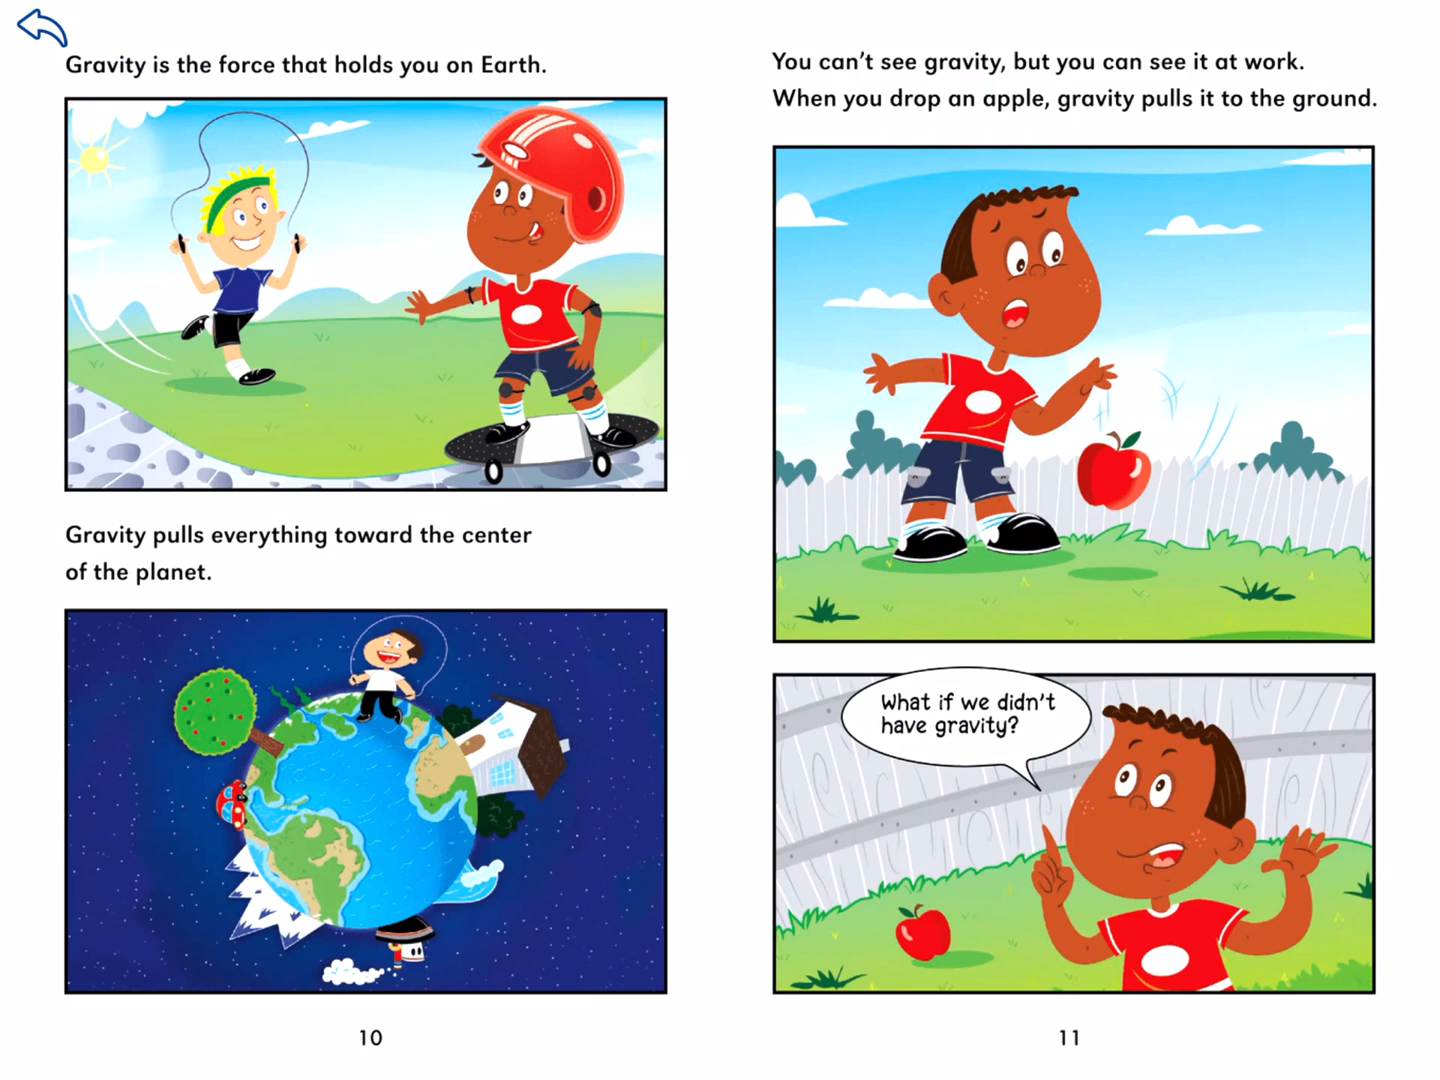 Gravity is the force that holds you on Earth.
Gravity pulls everything toward the center
of the planet.
10
You can’t see gravity, but you can see it at work.
When you drop an apple, gravity pulls it to the ground.
What if we didn’t
have gravity?
11